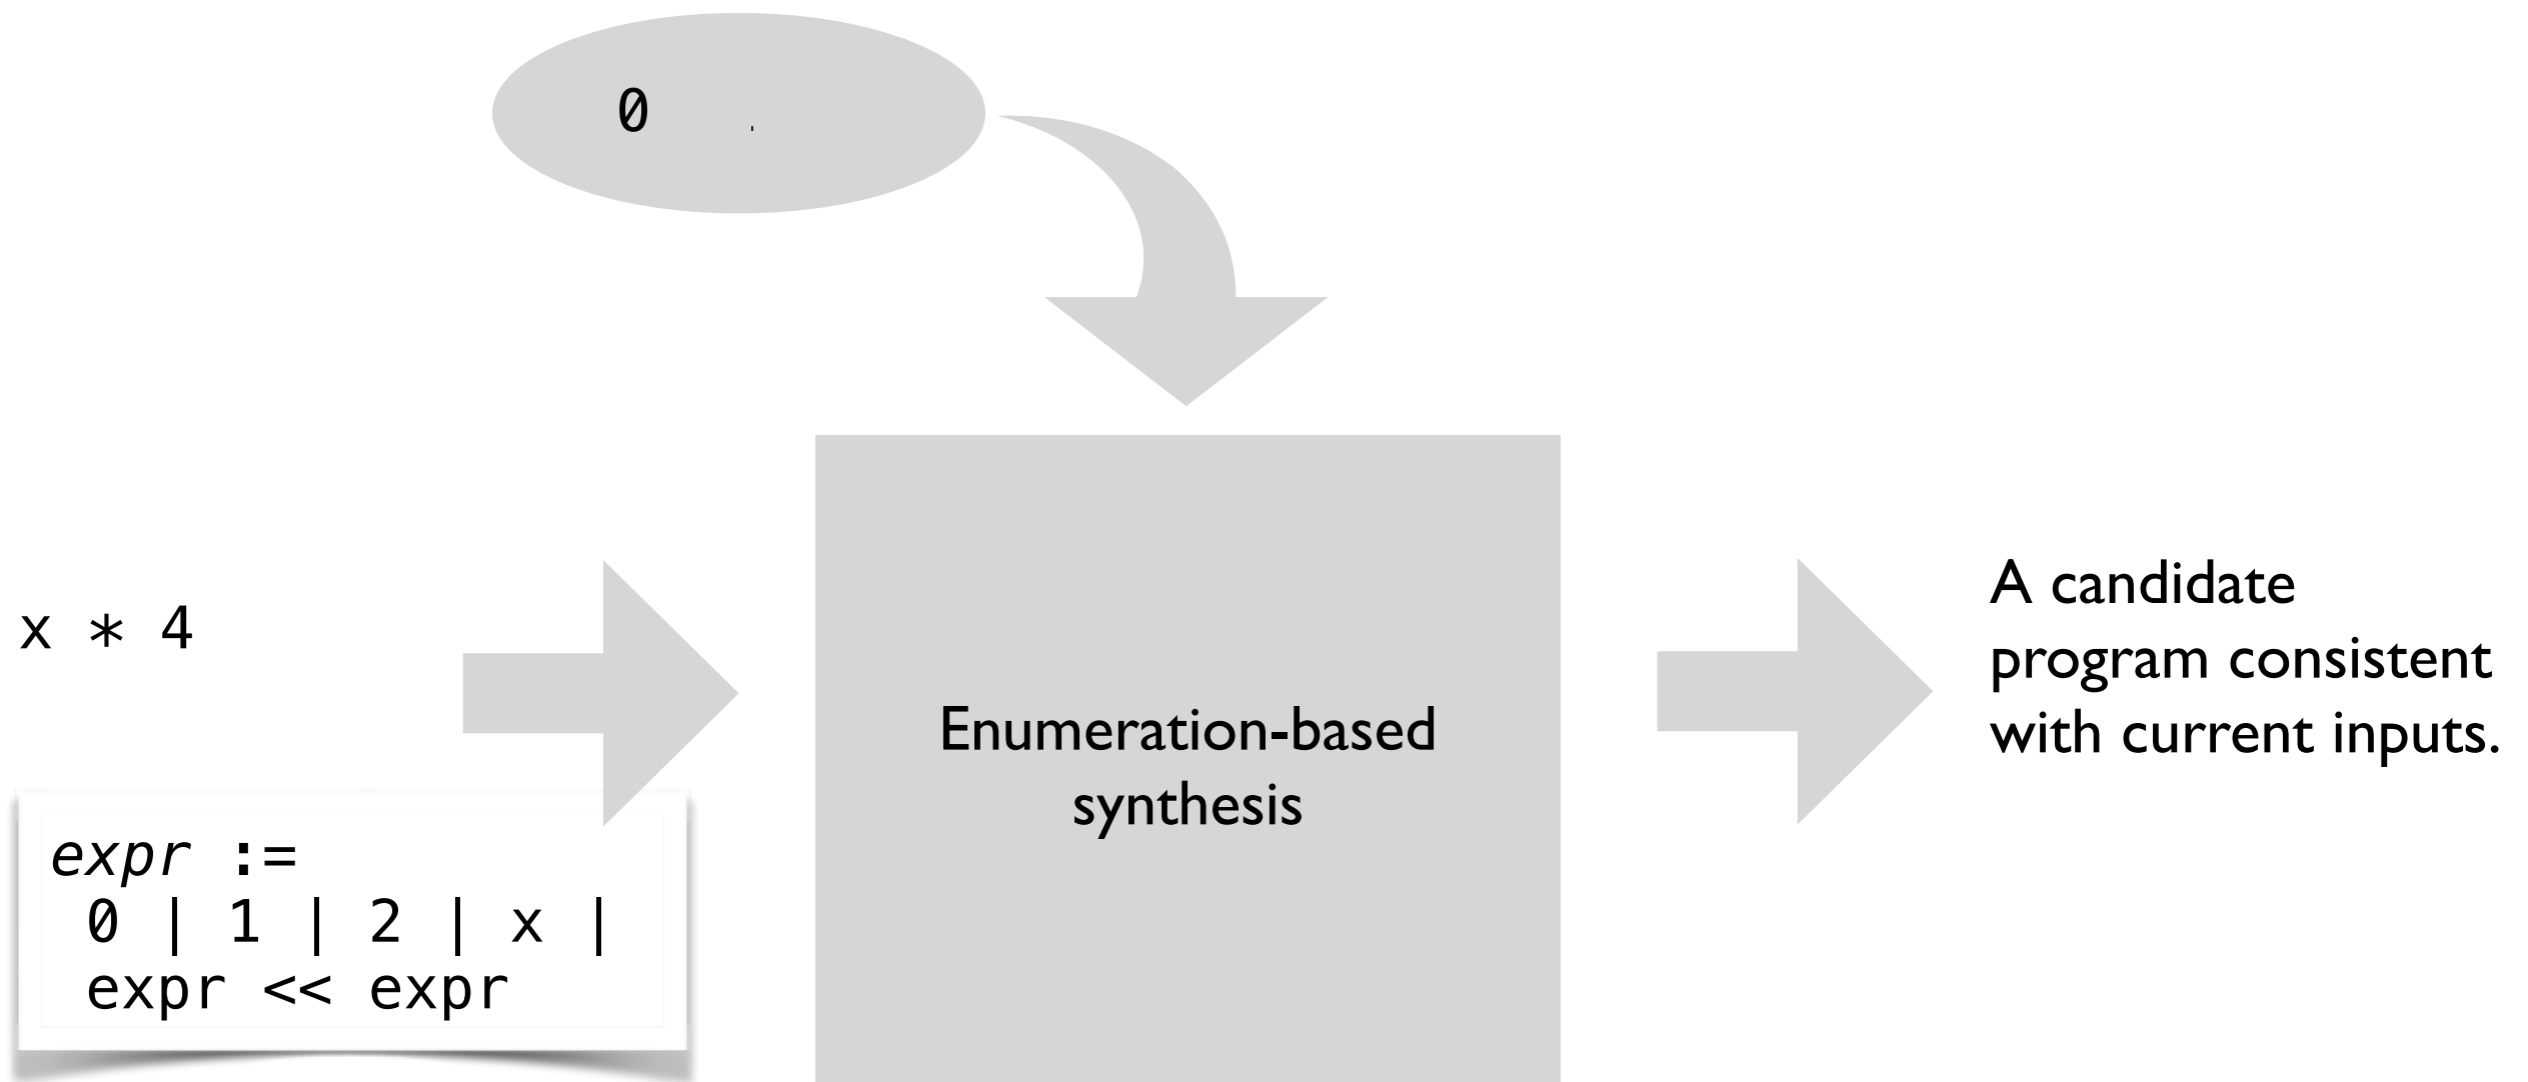 0
x * 4
expr :=
0 | 1 | 2 | x |
expr << expr
Enumeration-based
synthesis
A candidate
program consistent
with current inputs.